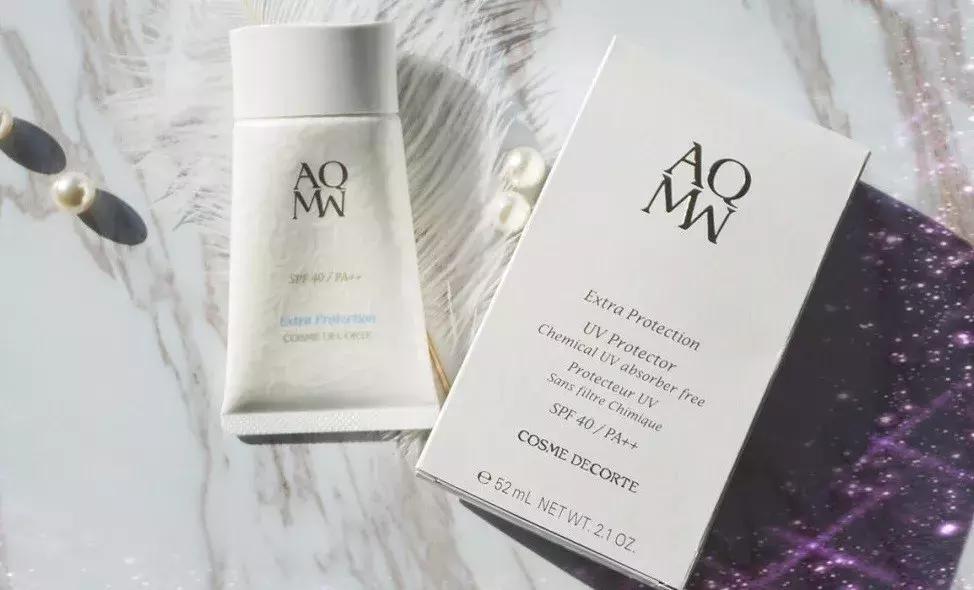 AQ
MW
SPF 40 / PA++
Extra Protection
COSME DECORTE
AQ
MW
Extra Protection
UV Protector
Chemical UV absorber free
Protecteur UV
Sans filtre Chimique
SPF 40 / PA++
COSME DECORTE
℮ 52 mL NET WT. 2.1 OZ.